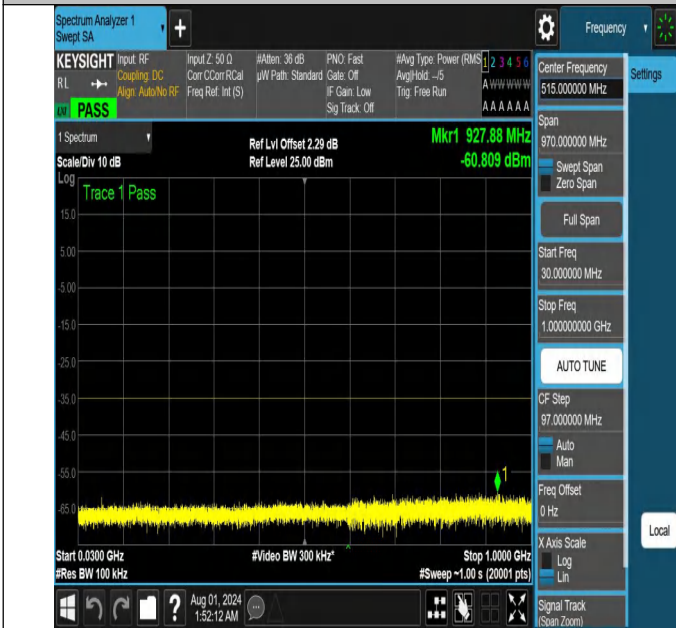 Spectrum Analyzer 1
Swept SA
+
Frequency
KEYSIGHT
RL
PASS
Input: RF
Coupling: DC
Align: Auto/No RF
Input Z: 50 Ω
Corr CCorr RCal
Freq Ref: Int (S)
#Atten: 36 dB
µW Path: Standard
PNO: Fast
Gate: Off
IF Gain: Low
Sig Track: Off
#Avg Type: Power (RMS
Avg|Hold: --/5
Trig: Free Run
1 2 3 4 5 6
A W W W W W
A A A A A A
1 Spectrum
Scale/Div 10 dB
Log
Ref Lvl Offset 2.29 dB
Ref Level 25.00 dBm
Mkr1 927.88 MHz
-60.809 dBm
Trace 1 Pass
15.0
5.00
-5.00
-15.0
-25.0
-35.0
-45.0
-55.0
-65.0
1
Start 0.0300 GHz
#Res BW 100 kHz
#Video BW 300 kHz*
Stop 1.0000 GHz
#Sweep ~1.00 s (20001 pts)
?
Aug 01, 2024
1:52:12 AM
Center Frequency
515.000000 MHz
Settings
Span
970.000000 MHz
Swept Span
Zero Span
Full Span
Start Freq
30.000000 MHz
Stop Freq
1.000000000 GHz
AUTO TUNE
CF Step
97.000000 MHz
Auto
Man
Freq Offset
0 Hz
Local
X Axis Scale
Log
Lin
Signal Track
(Span Zoom)